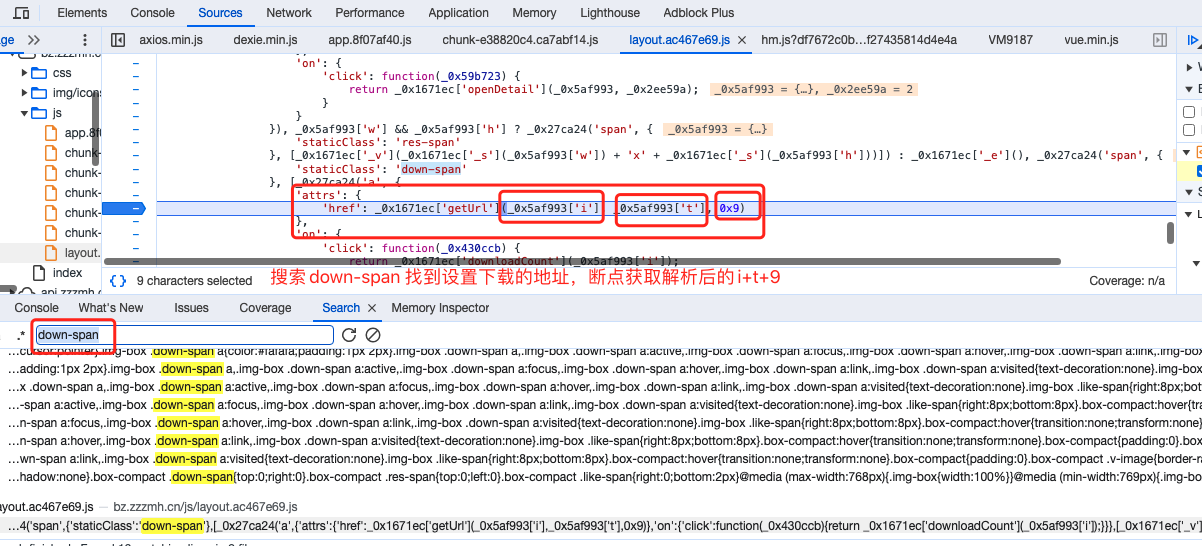 Elements Console Sources Network Performance Application Memory Lighthouse Adblock Plus
ge axios.min.js dexie.min.js app.8f07af40.js chunk-e38820c4.ca7abf14.js layout.ac467e69.js hm.js?df7672c0b...f27435814d4e4a VM9187 vue.min.js
'on': {
css 'click': function(_0x59b723) {
img/icons return _0x1671ec['openDetail'](_0x5af993, _0x2ee59a); _0x5af993 = {…}, _0x2ee59a = 2
js }
}
app.8f0 }), _0x5af993['w'] && _0x5af993['h'] ? _0x27ca24('span', { _0x5af993 = {…}
chunk- 'staticClass': 'res-span'
chunk- }, [_0x1671ec['_v'](_0x1671ec['_s'](_0x5af993['w']) + 'x' + _0x1671ec['_s'](_0x5af993['h']))]) : _0x1671ec['_e'](), _0x27ca24('span', {
chunk- 'staticClass': 'down-span'
}, [_0x27ca24('a', {
chunk- 'attrs': {
'href': _0x1671ec['getUrl'](_0x5af993['i'], _0x5af993['t'], 0x9)
chunk- },
'on': {
layout. 'click': function(_0x430ccb) {
return _0x1671ec['downloadCount'](_0x5af993['i']);
index
{} 9 characters selected 搜索 down-span 找到设置下载的地址，断点获取解析后的 i+t+9 Coverage: n/a
Console What's New Issues Coverage Search Memory Inspector
.* down-span
...cursor:pointer}.img-box .down-span a{color:#fafafa;padding:1px 2px}.img-box .down-span a,.img-box .down-span a:active,.img-box .down-span a:focus,.img-box .down-span a:hover,.img-box .down-span a:link,.img-box
...adding:1px 2px}.img-box .down-span a,.img-box .down-span a:active,.img-box .down-span a:focus,.img-box .down-span a:hover,.img-box .down-span a:link,.img-box .down-span a:visited{text-decoration:none}.img-box
...x .down-span a:active,.img-box .down-span a:focus,.img-box .down-span a:hover,.img-box .down-span a:link,.img-box .down-span a:visited{text-decoration:none}.img-box .like-span{right:8px;bot
...-span a:active,.img-box .down-span a:focus,.img-box .down-span a:hover,.img-box .down-span a:link,.img-box .down-span a:visited{text-decoration:none}.img-box .like-span{right:8px;bottom:8px}.box-compact:hover{tra
...n-span a:focus,.img-box .down-span a:hover,.img-box .down-span a:link,.img-box .down-span a:visited{text-decoration:none}.img-box .like-span{right:8px;bottom:8px}.box-compact:hover{transition:none;transform:none}
...n-span a:hover,.img-box .down-span a:link,.img-box .down-span a:visited{text-decoration:none}.img-box .like-span{right:8px;bottom:8px}.box-compact:hover{transition:none;transform:none}.box-compact{padding:0}.box
...wn-span a:link,.img-box .down-span a:visited{text-decoration:none}.img-box .like-span{right:8px;bottom:8px}.box-compact:hover{transition:none;transform:none}.box-compact{padding:0}.box-compact .v-image{border-ra
...hadow:none}.box-compact .down-span{top:0;right:0}.box-compact .res-span{top:0;left:0}.box-compact .like-span{right:0;bottom:2px}@media (max-width:768px){.img-box{width:100%}}@media (min-width:769px){.img-box
ayout.ac467e69.js — bz.zzzmh.cn/js/layout.ac467e69.js
...4('span',{'staticClass':'down-span'},[_0x27ca24('a',{'attrs':{'href':_0x1671ec['getUrl'](_0x5af993['i'],_0x5af993['t'],0x9)},'on':{'click':function(_0x430ccb){return _0x1671ec['downloadCount'](_0x5af993['i']);}}},[_0x1671ec['_v'